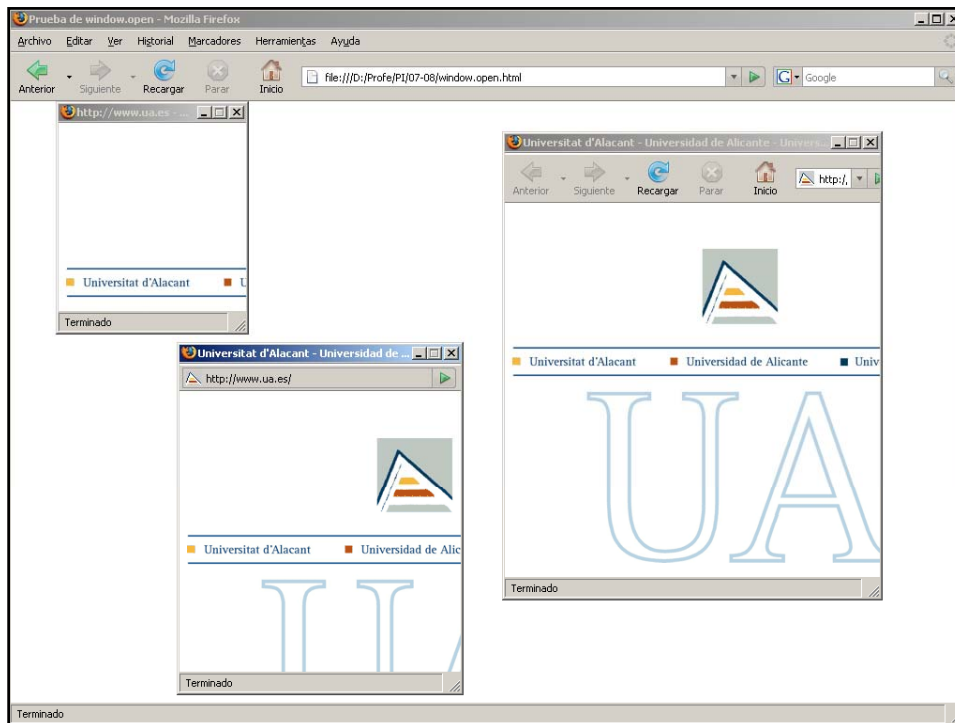 Prueba de window.open - Mozilla Firefox
Archivo Editar Ver Historial Marcadores Herramientas Ayuda
Anterior Siguiente Recargar Parar Inicio
file:///D:/Profe/PI/07-08/window.open.html
Google
http://www.ua.es - ...
Universitat d'Alacant U
Terminado
Universitat d'Alacant - Universidad de ...
http://www.ua.es/
Universitat d'Alacant Universidad de Alic
UA
Terminado
Universitat d'Alacant - Universidad de Alicante - Univers...
Anterior Siguiente Recargar Parar Inicio
http:/,
Universitat d'Alacant Universidad de Alicante Univ
UA
Terminado
Terminado